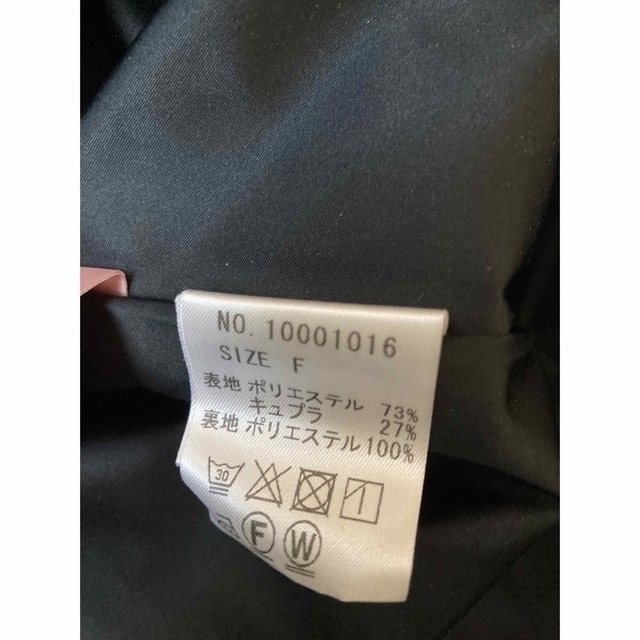 NO. 10001016
SIZE F
表地 ポリエステル 73%
キュプラ 27%
裏地 ポリエステル100%
30
F W